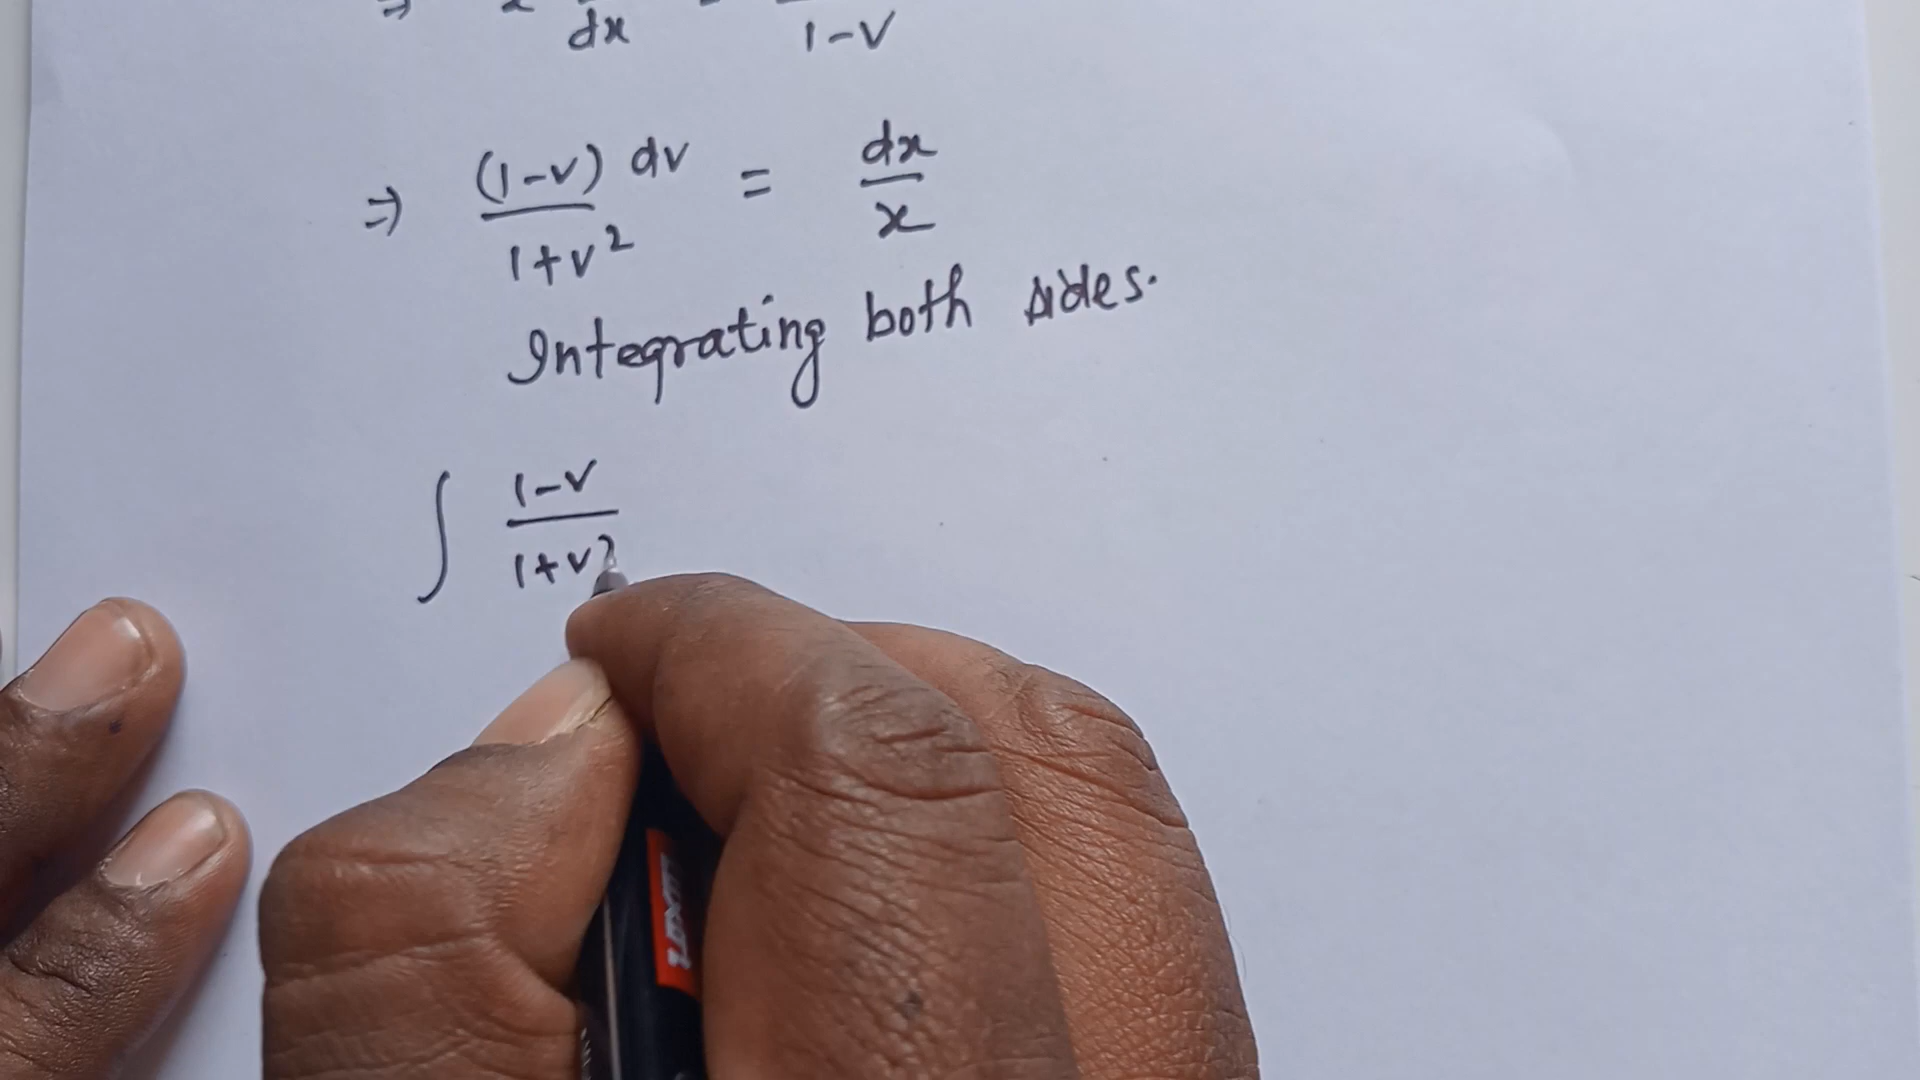 ⇒ x dx 1-v
⇒ (1-v) dv / 1+v² = dx / x
Integrating both sides.
∫ 1-v / 1+v²